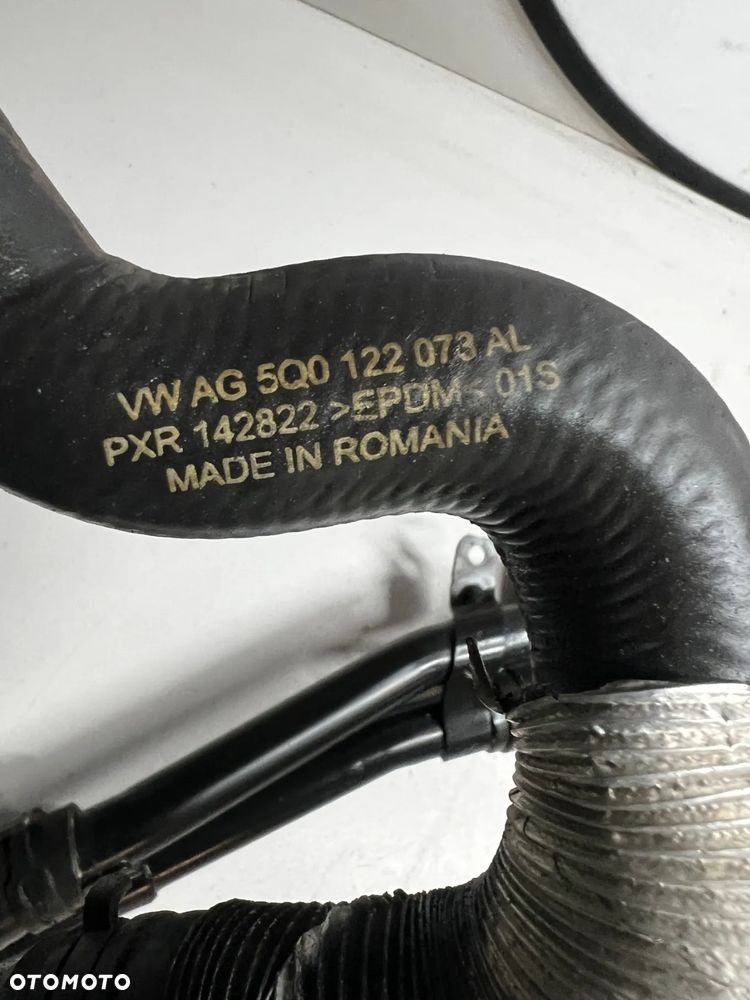 VW AG 5Q0 122 073 AL
PXR 142822 >EPDM< 01S
MADE IN ROMANIA
OTOMOTO